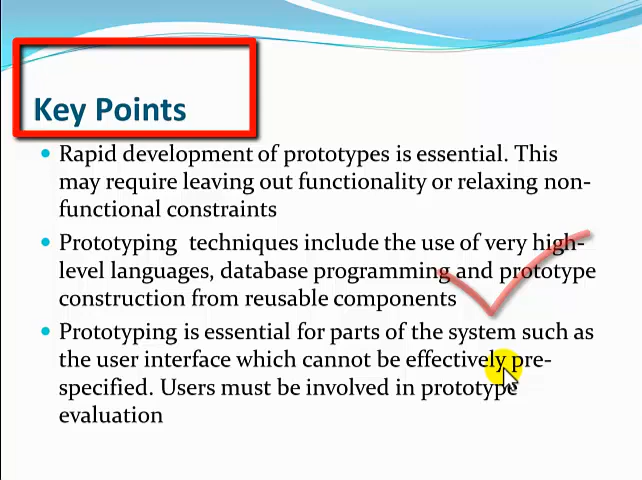 Key Points
Rapid development of prototypes is essential. This
may require leaving out functionality or relaxing non-
functional constraints
Prototyping techniques include the use of very high-
level languages, database programming and prototype
construction from reusable components
Prototyping is essential for parts of the system such as
the user interface which cannot be effectively pre-
specified. Users must be involved in prototype
evaluation